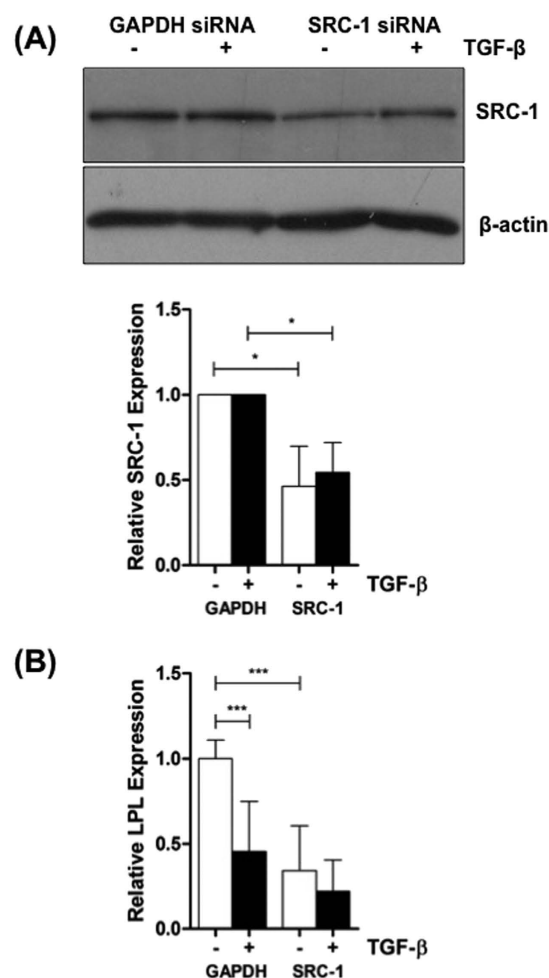 (A)
GAPDH siRNA SRC-1 siRNA
- + - + TGF-β
SRC-1
β-actin
Relative SRC-1 Expression
1.5
1.0
0.5
0.0
*
*
- + - + TGF-β
GAPDH SRC-1
(B)
Relative LPL Expression
1.5
1.0
0.5
0.0
***
***
- + - + TGF-β
GAPDH SRC-1